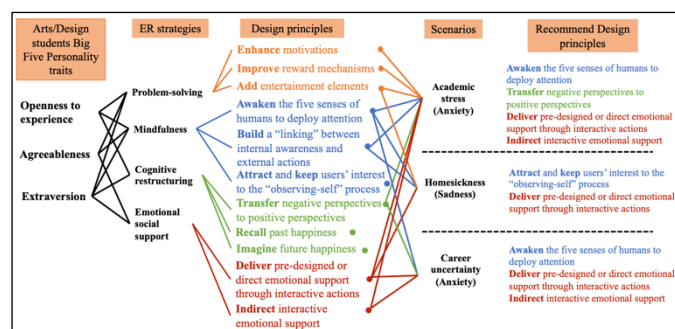 Arts/Design
students Big
Five Personality
traits
Openness to
experience
Agreeableness
Extraversion
ER strategies
Problem-solving
Mindfulness
Cognitive
restructuring
Emotional
social
support
Design principles
Enhance motivations
Improve reward mechanisms
Add entertainment elements
Awaken the five senses of
humans to deploy attention
Build a “linking” between
internal awareness and
external actions
Attract and keep users’ interest
to the “observing-self” process
Transfer negative perspectives
to positive perspectives
Recall past happiness
Imagine future happiness
Deliver pre-designed or
direct emotional support
through interactive actions
Indirect interactive
emotional support
Scenarios
Academic
stress
(Anxiety)
Homesickness
(Sadness)
Career
uncertainty
(Anxiety)
Recommend Design
principles
Awaken the five senses of humans to
deploy attention
Transfer negative perspectives to
positive perspectives
Deliver pre-designed or direct emotional
support through interactive actions
Indirect interactive emotional support
Attract and keep users’ interest to the
“observing-self” process
Deliver pre-designed or direct emotional
support through interactive actions
Awaken the five senses of humans to
deploy attention
Deliver pre-designed or direct emotional
support through interactive actions
Indirect interactive emotional support